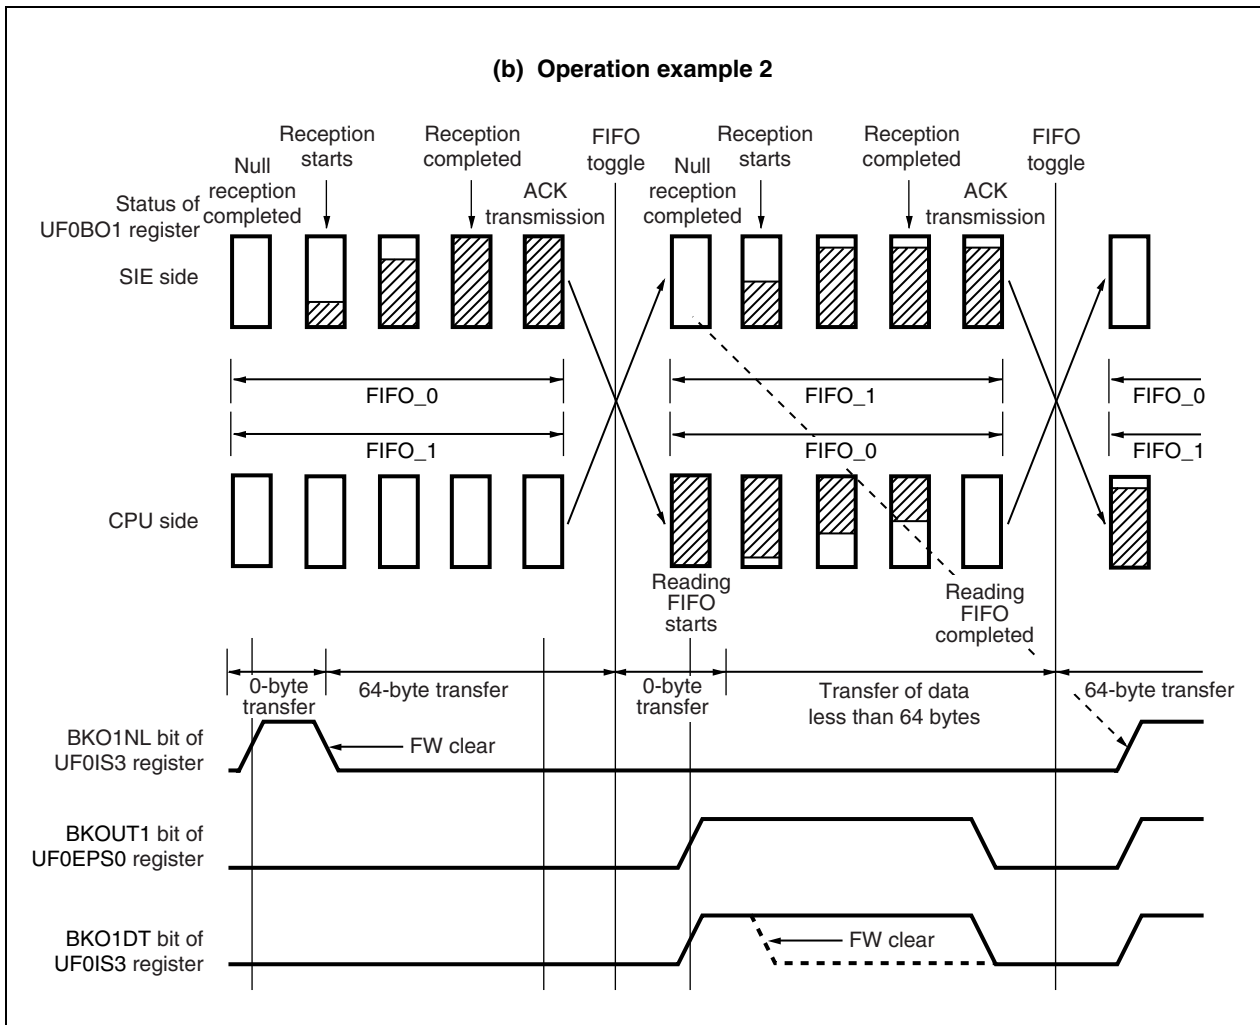 (b) Operation example 2
Reception
starts
Reception
completed
FIFO
toggle
Reception
starts
Reception
completed
FIFO
toggle
Null
reception
completed
ACK
transmission
Null
reception
completed
ACK
transmission
Status of
UF0BO1 register
SIE side
FIFO_0
FIFO_1
FIFO_0
FIFO_1
FIFO_0
FIFO_1
CPU side
Reading
FIFO
starts
Reading
FIFO
completed
0-byte
transfer
64-byte transfer
0-byte
transfer
Transfer of data
less than 64 bytes
64-byte transfer
BKO1NL bit of
UF0IS3 register
FW clear
BKOUT1 bit of
UF0EPS0 register
BKO1DT bit of
UF0IS3 register
FW clear